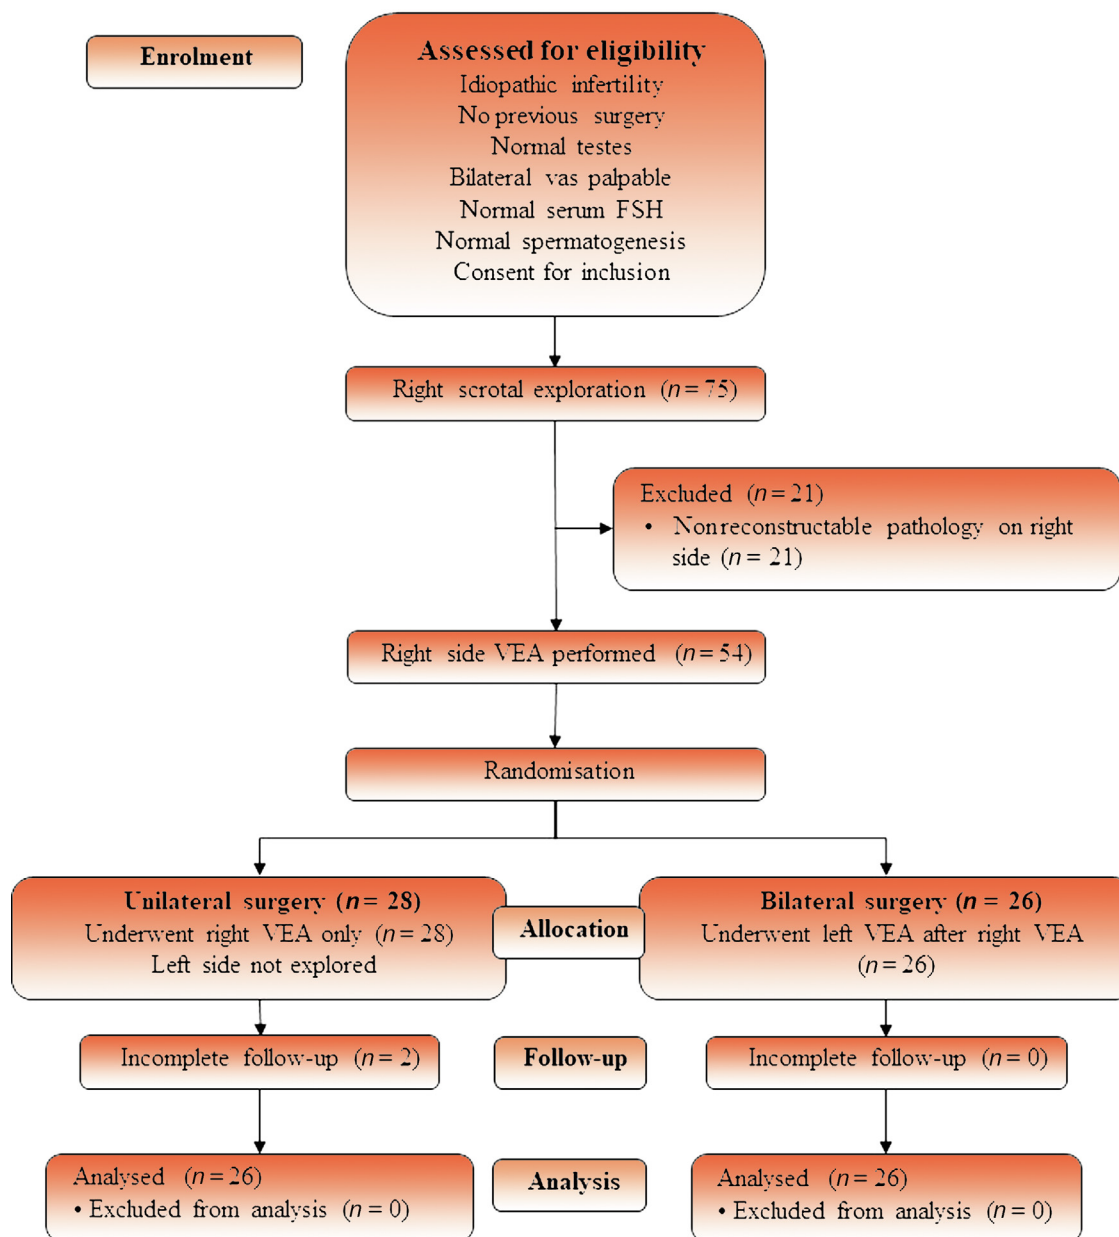 Enrolment
Assessed for eligibility
Idiopathic infertility
No previous surgery
Normal testes
Bilateral vas palpable
Normal serum FSH
Normal spermatogenesis
Consent for inclusion
Right scrotal exploration (n = 75)
Excluded (n = 21)
• Nonreconstructable pathology on right
side (n = 21)
Right side VEA performed (n = 54)
Randomisation
Unilateral surgery (n = 28)
Underwent right VEA only (n = 28)
Left side not explored
Allocation
Bilateral surgery (n = 26)
Underwent left VEA after right VEA
(n = 26)
Incomplete follow-up (n = 2)
Follow-up
Incomplete follow-up (n = 0)
Analysed (n = 26)
• Excluded from analysis (n = 0)
Analysis
Analysed (n = 26)
• Excluded from analysis (n = 0)